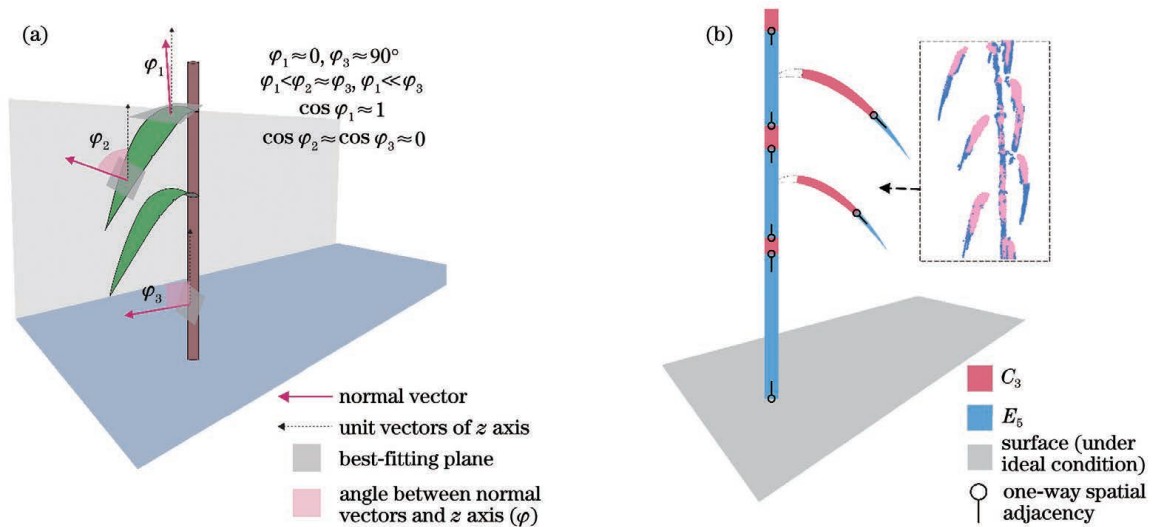 (a)
φ₁
φ₁≈0, φ₃≈90°
φ₁<φ₂≈φ₃, φ₁≪φ₃
cos φ₁≈1
cos φ₂≈cos φ₃≈0
φ₂
φ₃
normal vector
unit vectors of z axis
best-fitting plane
angle between normal
vectors and z axis (φ)
(b)
C₃
E₅
surface (under
ideal condition)
one-way spatial
adjacency